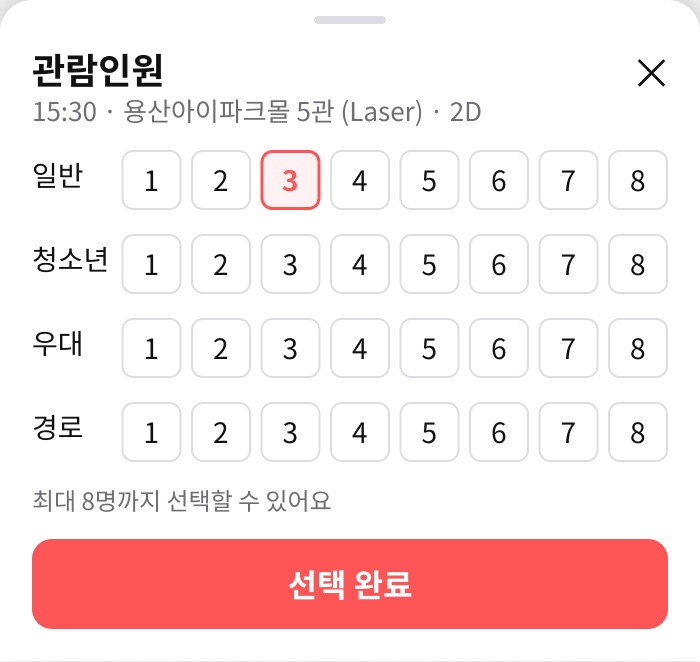 관람인원
15:30 · 용산아이파크몰 5관 (Laser) · 2D
일반 1 2 3 4 5 6 7 8
청소년 1 2 3 4 5 6 7 8
우대 1 2 3 4 5 6 7 8
경로 1 2 3 4 5 6 7 8
최대 8명까지 선택할 수 있어요
선택 완료